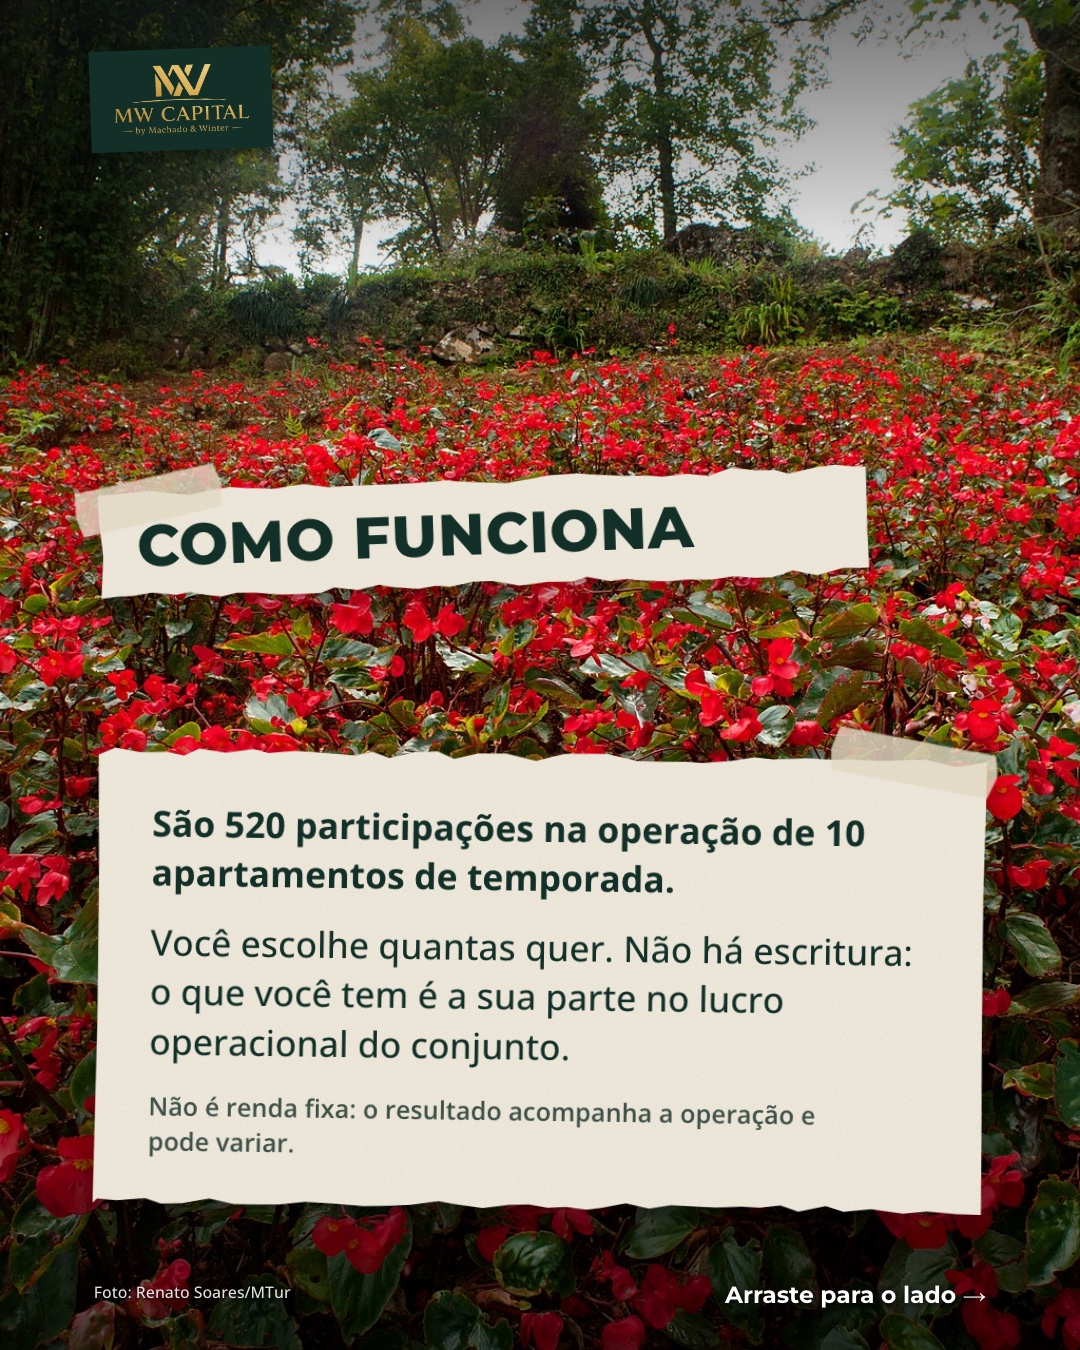 MW CAPITAL
by Machado & Winter
COMO FUNCIONA
São 520 participações na operação de 10
apartamentos de temporada.
Você escolhe quantas quer. Não há escritura:
o que você tem é a sua parte no lucro
operacional do conjunto.
Não é renda fixa: o resultado acompanha a operação e
pode variar.
Foto: Renato Soares/MTur
Arraste para o lado →